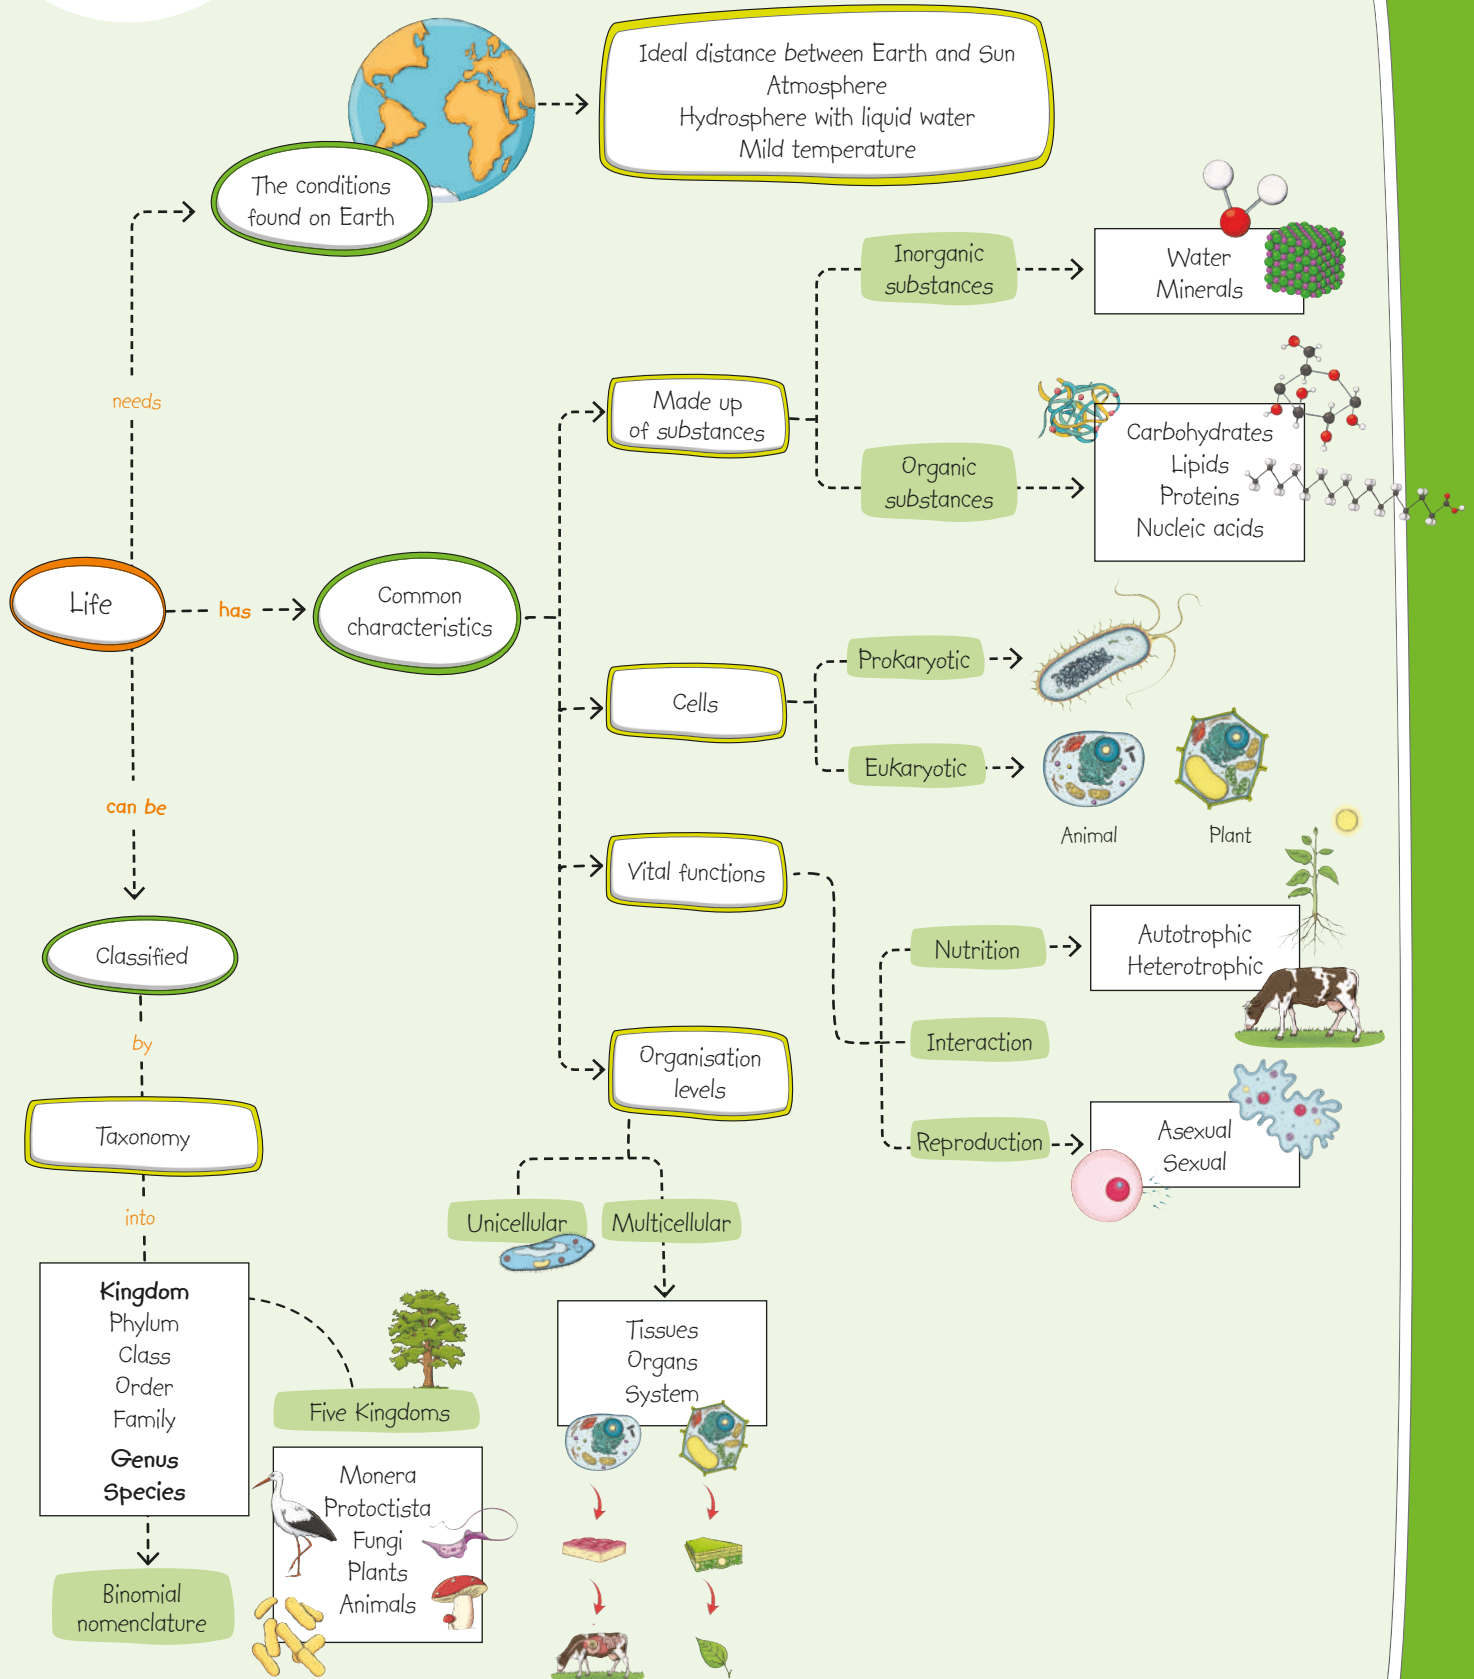 Ideal distance between Earth and Sun
Atmosphere
Hydrosphere with liquid water
Mild temperature
The conditions
found on Earth
needs
Inorganic
substances
Water
Minerals
Made up
of substances
Organic
substances
Carbohydrates
Lipids
Proteins
Nucleic acids
Life
has
Common
characteristics
Cells
Prokaryotic
Eukaryotic
Animal
Plant
can be
Vital functions
Nutrition
Autotrophic
Heterotrophic
Interaction
Reproduction
Asexual
Sexual
Classified
by
Taxonomy
into
Organisation
levels
Unicellular
Multicellular
Tissues
Organs
System
Kingdom
Phylum
Class
Order
Family
Genus
Species
Five Kingdoms
Monera
Protoctista
Fungi
Plants
Animals
Binomial
nomenclature